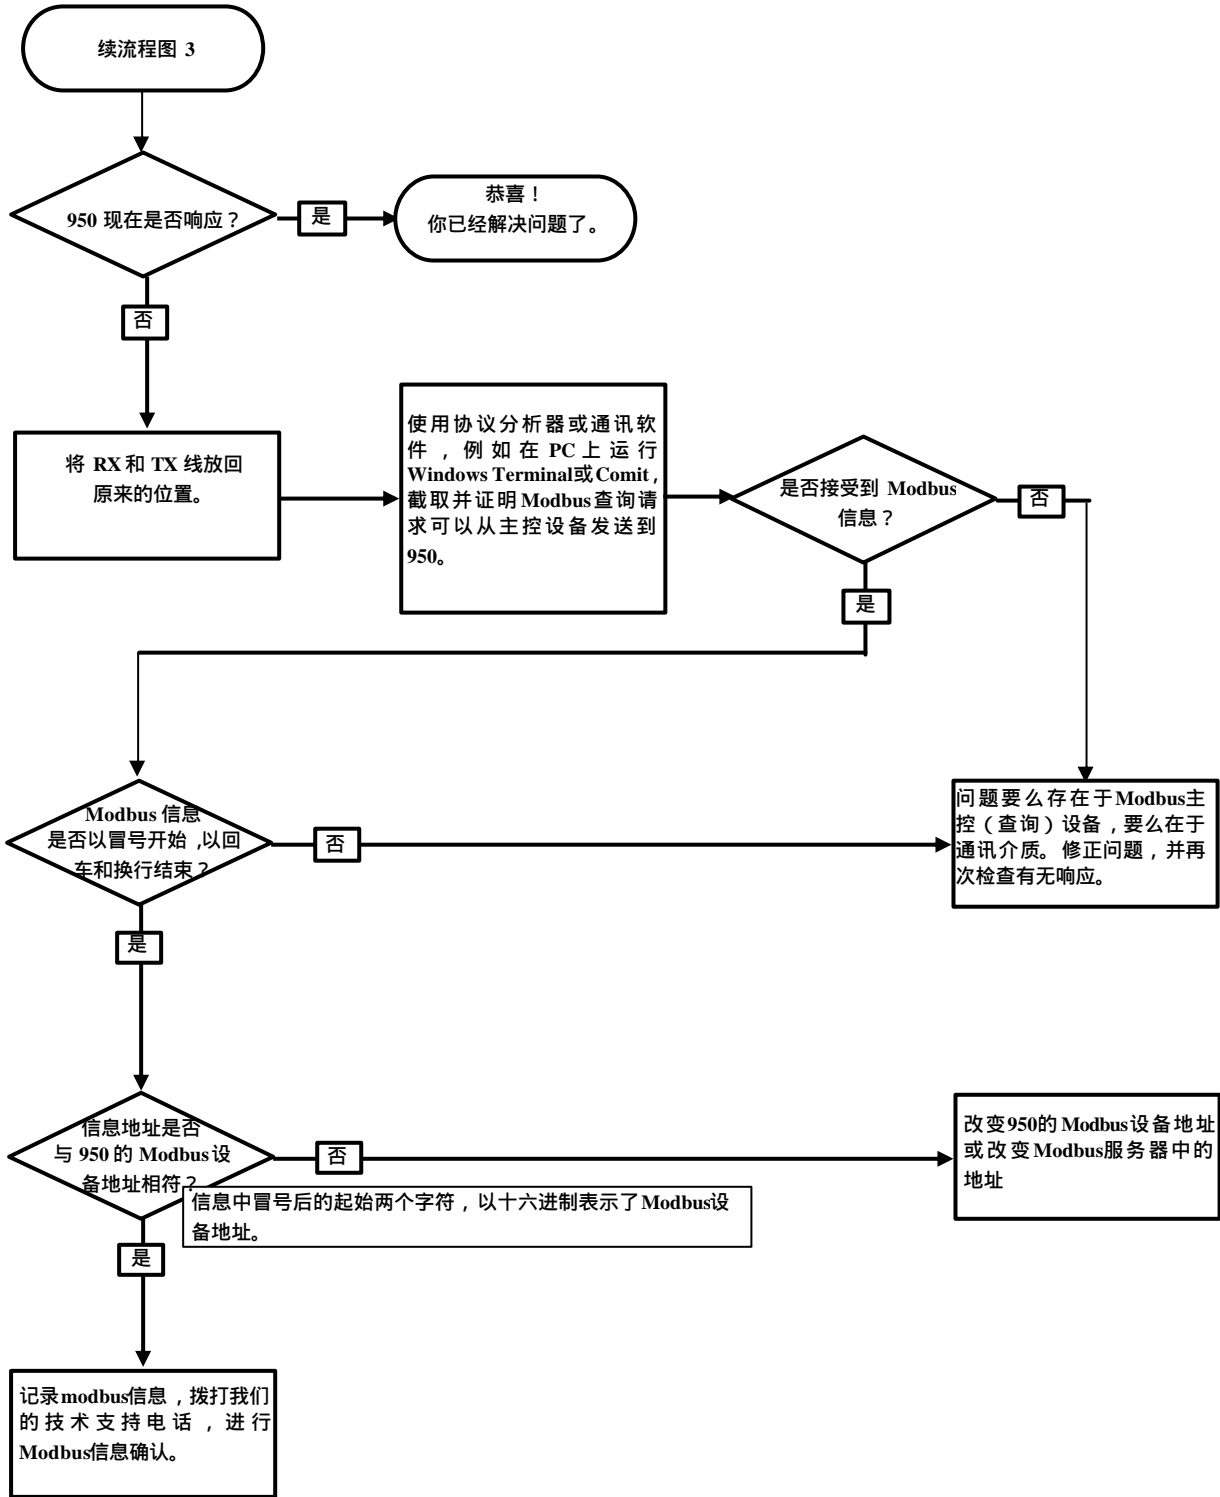 续流程图 3
950 现在是否响应？
是
恭喜！
你已经解决问题了。
否
将 RX 和 TX 线放回
原来的位置。
使用协议分析器或通讯软
件，例如在 PC 上运行
Windows Terminal或Comit，
截取并证明Modbus查询请
求可以从主控设备发送到
950。
是否接受到 Modbus
信息？
否
是
Modbus 信息
是否以冒号开始 ,以回
车和换行结束？
否
问题要么存在于Modbus主
控（查询）设备，要么在于
通讯介质。修正问题，并再
次检查有无响应。
是
信息地址是否
与 950 的 Modbus 设
备地址相符？
否
改变950的Modbus设备地址
或改变Modbus服务器中的
地址
信息中冒号后的起始两个字符，以十六进制表示了Modbus设
备地址。
是
记录modbus信息，拨打我们
的技术支持电话，进行
Modbus信息确认。